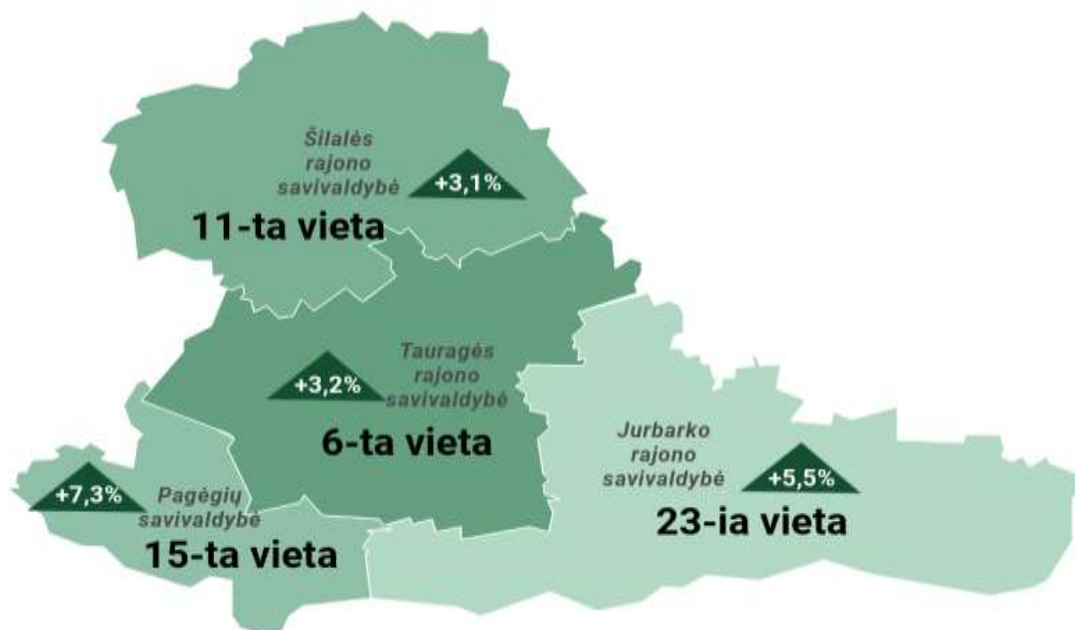 Šilalės
rajono
savivaldybė
+3,1%
11-ta vieta
Tauragės
rajono
savivaldybė
+3,2%
6-ta vieta
Jurbarko
rajono
savivaldybė
+5,5%
23-ia vieta
+7,3%
Pagėgių
savivaldybė
15-ta vieta